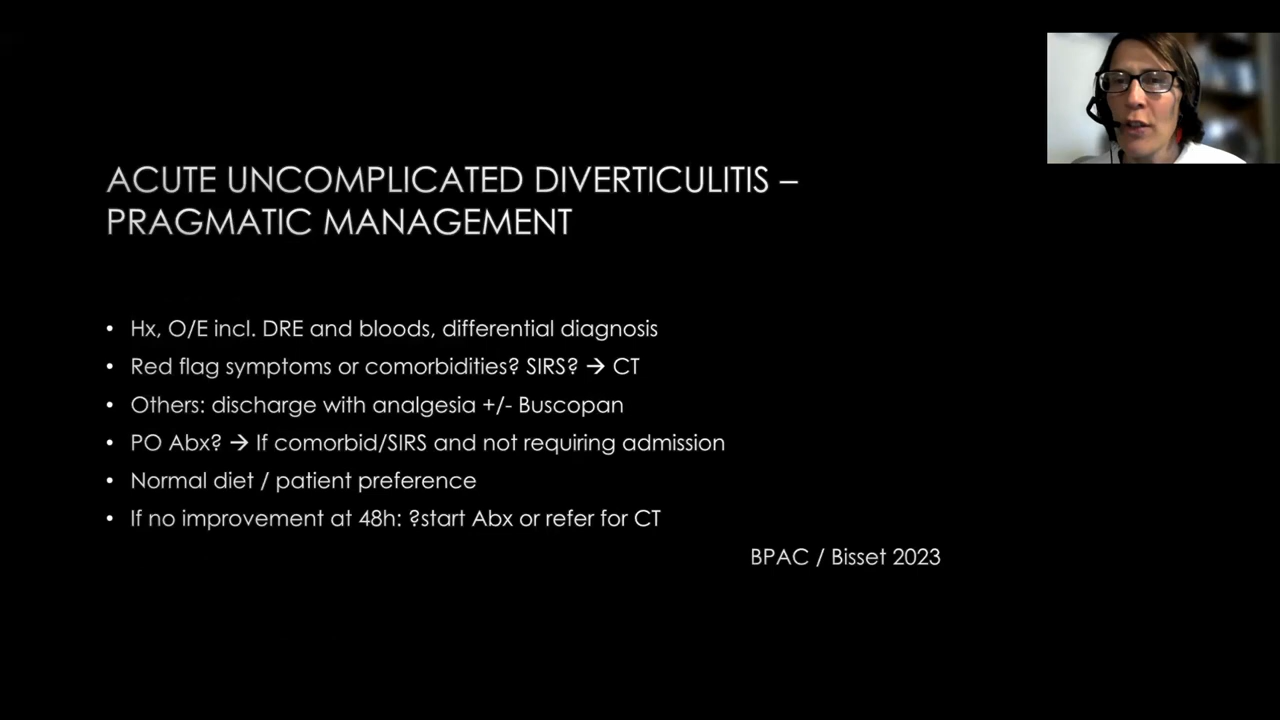 ACUTE UNCOMPLICATED DIVERTICULITIS –
PRAGMATIC MANAGEMENT
• Hx, O/E incl. DRE and bloods, differential diagnosis
• Red flag symptoms or comorbidities? SIRS? → CT
• Others: discharge with analgesia +/- Buscopan
• PO Abx? → If comorbid/SIRS and not requiring admission
• Normal diet / patient preference
• If no improvement at 48h: ?start Abx or refer for CT
BPAC / Bisset 2023